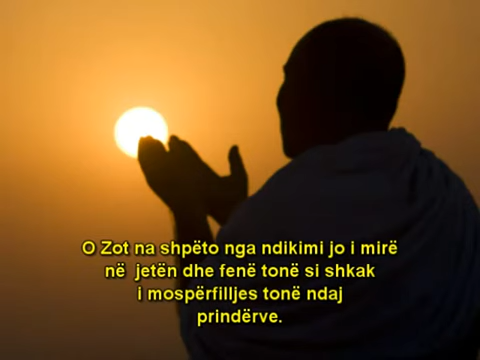 O Zot na shpëto nga ndikimi jo i mirë
në jetën dhe fenë tonë si shkak
i mospërfilljes tonë ndaj
prindërve.